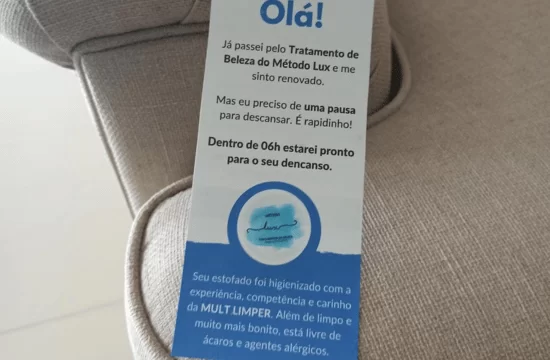 Olá!
Já passei pelo Tratamento de
Beleza do Método Lux e me
sinto renovado.
Mas eu preciso de uma pausa
para descansar. É rapidinho!
Dentro de 06h estarei pronto
para o seu dencanso.
Seu estofado foi higienizado com a
experiência, competência e carinho
da MULT LIMPER. Além de limpo e
muito mais bonito, está livre de
ácaros e agentes alérgicos.